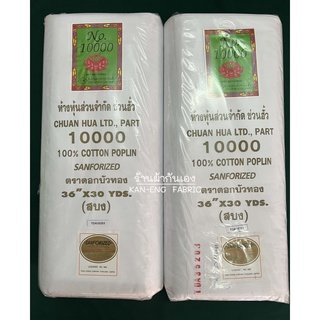 No.
10000
ห้างหุ้นส่วนจำกัด ช่วนฮั้ว
CHUAN HUA LTD., PART
10000
100% COTTON POPLIN
SANFORIZED
ตราดอกบัวทอง
36"X30 YDS.
(สบง)
SANFORIZED
No.
10000
ห้างหุ้นส่วนจำกัด ช่วนฮั้ว
CHUAN HUA LTD., PART
10000
100% COTTON POPLIN
SANFORIZED
ตราดอกบัวทอง
36"X30 YDS.
(สบง)
SANFORIZED
ร้านผ้ากันเอง
KAN-ENG FABRIC